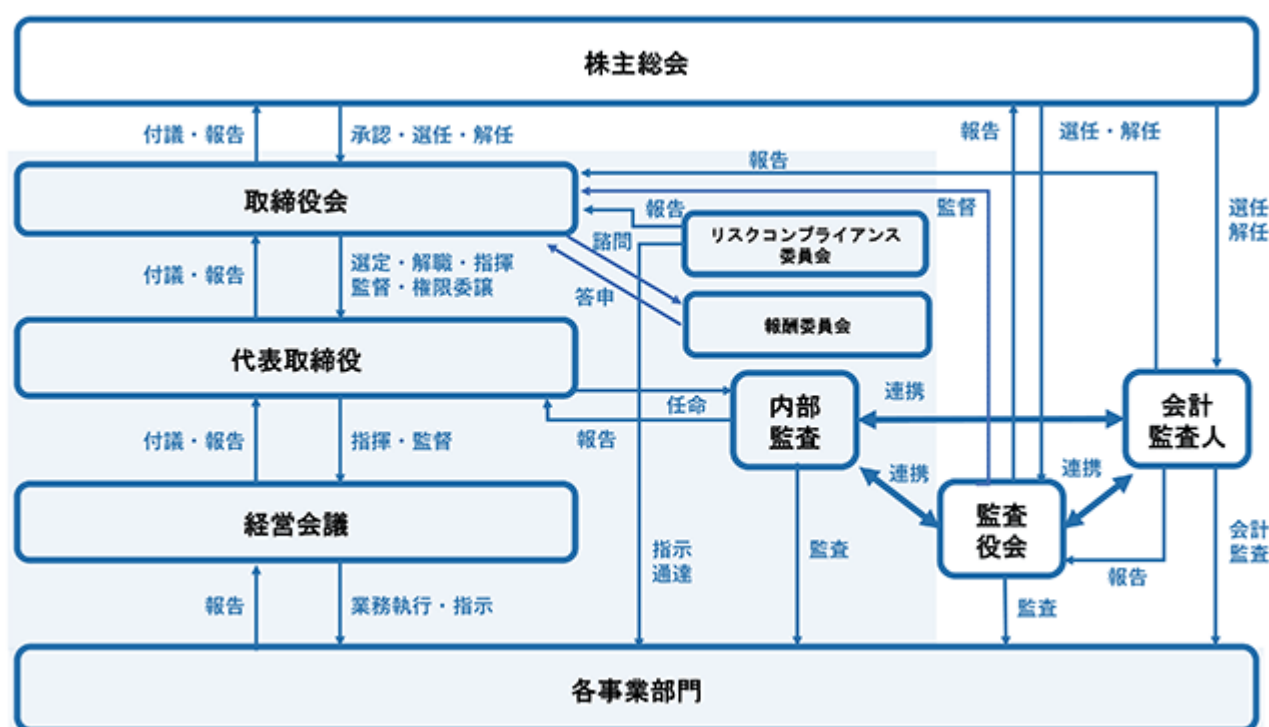 株主総会
付議・報告
承認・選任・解任
報告
選任・解任
報告
選任
解任
取締役会
報告
監督
リスクコンプライアンス
委員会
諮問
付議・報告
選定・解職・指揮
監督・権限委譲
答申
報酬委員会
代表取締役
任命
報告
内部
監査
連携
会計
監査人
付議・報告
指揮・監督
連携
連携
経営会議
監査
役会
指示
通達
監査
会計
監査
報告
報告
業務執行・指示
監査
各事業部門